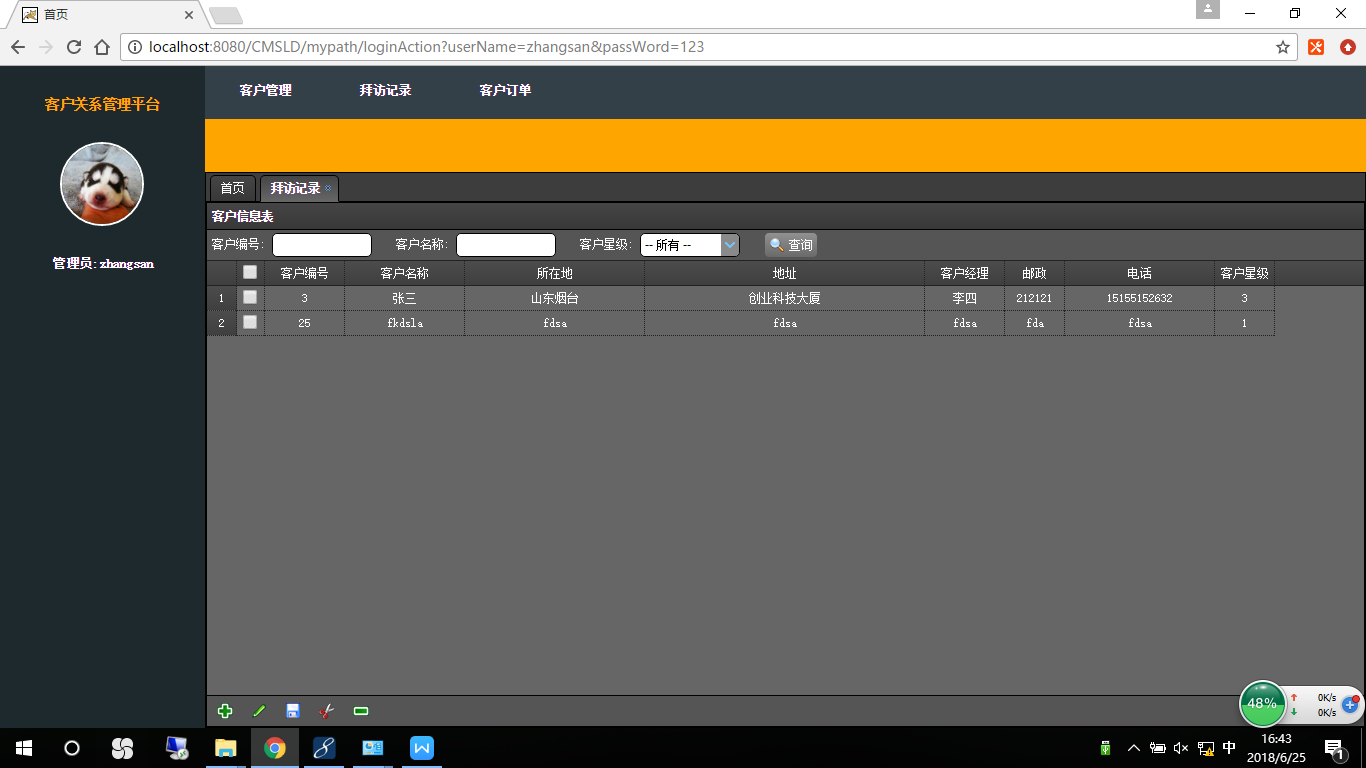 首页
localhost:8080/CMSLD/mypath/loginAction?userName=zhangsan&passWord=123
客户关系管理平台
管理员: zhangsan
客户管理 拜访记录 客户订单
首页 拜访记录
客户信息表
客户编号: 客户名称: 客户星级: -- 所有 -- 查询
客户编号 客户名称 所在地 地址 客户经理 邮政 电话 客户星级
1 3 张三 山东烟台 创业科技大厦 李四 212121 15155152632 3
2 25 fkdsla fdsa fdsa fdsa fda fdsa 1
48% 0K/s
0K/s
中 16:43
2018/6/25 1